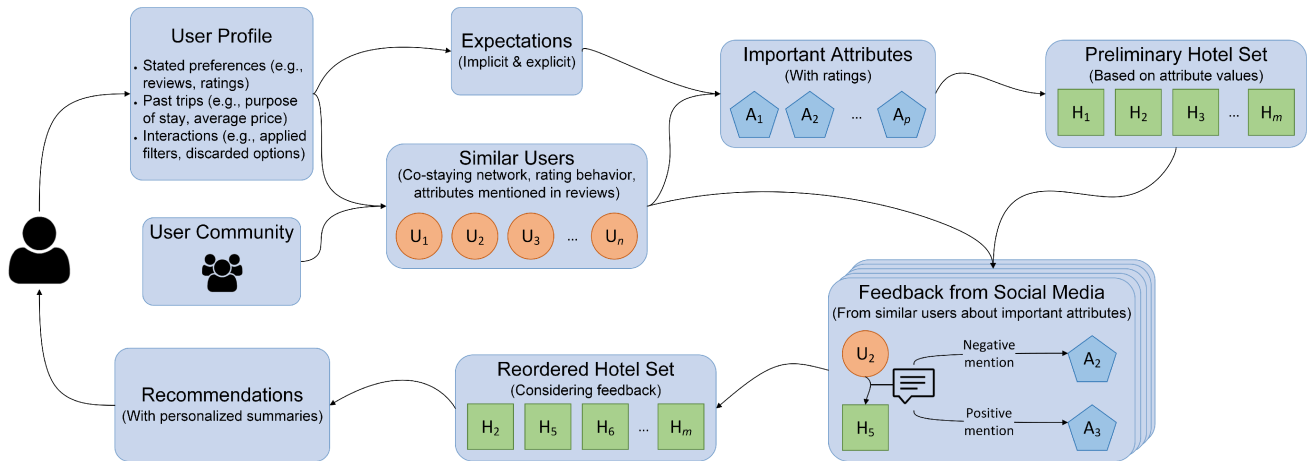 User Profile
• Stated preferences (e.g.,
reviews, ratings)
• Past trips (e.g., purpose
of stay, average price)
• Interactions (e.g., applied
filters, discarded options)
Expectations
(Implicit & explicit)
Important Attributes
(With ratings)
A1 A2 ... Ap
Preliminary Hotel Set
(Based on attribute values)
H1 H2 H3 ... Hm
Similar Users
(Co-staying network, rating behavior,
attributes mentioned in reviews)
U1 U2 U3 ... Un
User Community
Feedback from Social Media
(From similar users about important attributes)
U2
Negative
mention
A2
H5
Positive
mention
A3
Reordered Hotel Set
(Considering feedback)
H2 H5 H6 ... Hm
Recommendations
(With personalized summaries)